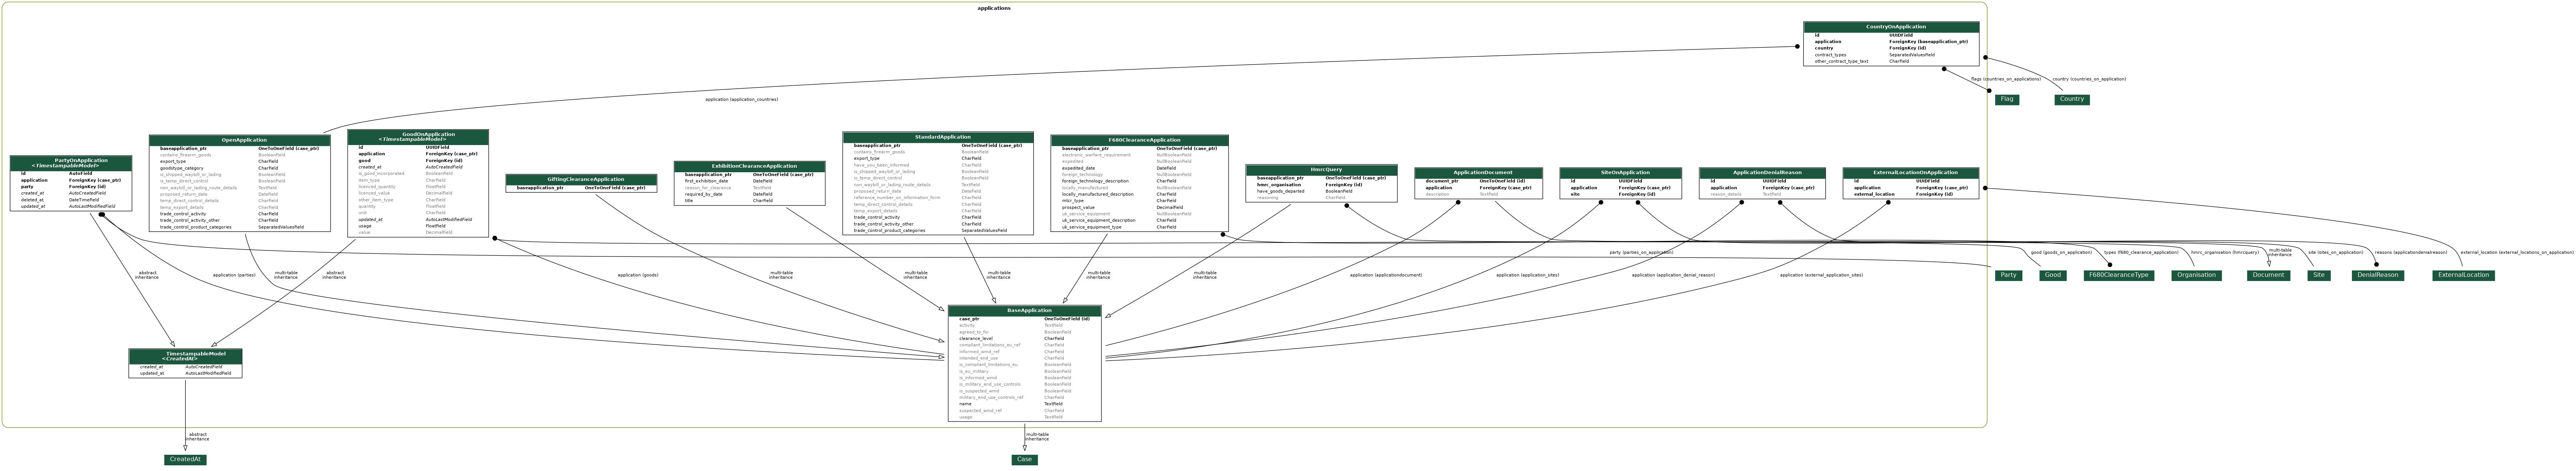 applications
CountryOnApplication
id UUIDField
application ForeignKey (baseapplication_ptr)
country ForeignKey (id)
contract_types SeparatedValuesField
other_contract_type_text CharField
flags (countries_on_applications)
country (countries_on_application)
application (application_countries)
Flag
Country
PartyOnApplication
<TimestampableModel>
id AutoField
application ForeignKey (case_ptr)
party ForeignKey (id)
created_at AutoCreatedField
deleted_at DateTimeField
updated_at AutoLastModifiedField
OpenApplication
baseapplication_ptr OneToOneField (case_ptr)
contains_firearm_goods BooleanField
export_type CharField
goodstype_category CharField
is_shipped_waybill_or_lading BooleanField
is_temp_direct_control BooleanField
non_waybill_or_lading_route_details TextField
proposed_return_date DateField
temp_direct_control_details CharField
temp_export_details CharField
trade_control_activity CharField
trade_control_activity_other CharField
trade_control_product_categories SeparatedValuesField
GoodOnApplication
<TimestampableModel>
id UUIDField
application ForeignKey (case_ptr)
good ForeignKey (id)
created_at AutoCreatedField
is_good_incorporated BooleanField
item_type CharField
licenced_quantity FloatField
licenced_value DecimalField
other_item_type CharField
quantity FloatField
unit CharField
updated_at AutoLastModifiedField
usage FloatField
value DecimalField
GiftingClearanceApplication
baseapplication_ptr OneToOneField (case_ptr)
ExhibitionClearanceApplication
baseapplication_ptr OneToOneField (case_ptr)
first_exhibition_date DateField
reason_for_clearance TextField
required_by_date DateField
title CharField
StandardApplication
baseapplication_ptr OneToOneField (case_ptr)
contains_firearm_goods BooleanField
export_type CharField
have_you_been_informed CharField
is_shipped_waybill_or_lading BooleanField
is_temp_direct_control BooleanField
non_waybill_or_lading_route_details TextField
proposed_return_date DateField
reference_number_on_information_form CharField
temp_direct_control_details CharField
temp_export_details CharField
trade_control_activity CharField
trade_control_activity_other CharField
trade_control_product_categories SeparatedValuesField
F680ClearanceApplication
baseapplication_ptr OneToOneField (case_ptr)
electronic_warfare_requirement NullBooleanField
expedited NullBooleanField
expedited_date DateField
foreign_technology NullBooleanField
foreign_technology_description CharField
locally_manufactured NullBooleanField
locally_manufactured_description CharField
mtcr_type CharField
prospect_value DecimalField
uk_service_equipment NullBooleanField
uk_service_equipment_description CharField
uk_service_equipment_type CharField
HmrcQuery
baseapplication_ptr OneToOneField (case_ptr)
hmrc_organisation ForeignKey (id)
have_goods_departed BooleanField
reasoning CharField
ApplicationDocument
document_ptr OneToOneField (id)
application ForeignKey (case_ptr)
description TextField
SiteOnApplication
id UUIDField
application ForeignKey (case_ptr)
site ForeignKey (id)
ApplicationDenialReason
id UUIDField
application ForeignKey (case_ptr)
reason_details TextField
ExternalLocationOnApplication
id UUIDField
application ForeignKey (case_ptr)
external_location ForeignKey (id)
abstract
inheritance
application (parties)
multi-table
inheritance
abstract
inheritance
application (goods)
multi-table
inheritance
multi-table
inheritance
multi-table
inheritance
multi-table
inheritance
multi-table
inheritance
application (applicationdocument)
application (application_sites)
party (parties_on_application)
application (application_denial_reason)
application (external_application_sites)
good (goods_on_application)
types (f680_clearance_application)
hmrc_organisation (hmrcquery)
multi-table
inheritance
site (sites_on_application)
reasons (applicationdenialreason)
external_location (external_locations_on_application)
Party
Good
F680ClearanceType
Organisation
Document
Site
DenialReason
ExternalLocation
BaseApplication
case_ptr OneToOneField (id)
activity TextField
agreed_to_foi BooleanField
clearance_level CharField
compliant_limitations_eu_ref CharField
informed_wmd_ref CharField
intended_end_use CharField
is_compliant_limitations_eu BooleanField
is_eu_military BooleanField
is_informed_wmd BooleanField
is_military_end_use_controls BooleanField
is_suspected_wmd BooleanField
military_end_use_controls_ref CharField
name TextField
suspected_wmd_ref CharField
usage TextField
TimestampableModel
<CreatedAt>
created_at AutoCreatedField
updated_at AutoLastModifiedField
abstract
inheritance
multi-table
inheritance
CreatedAt
Case